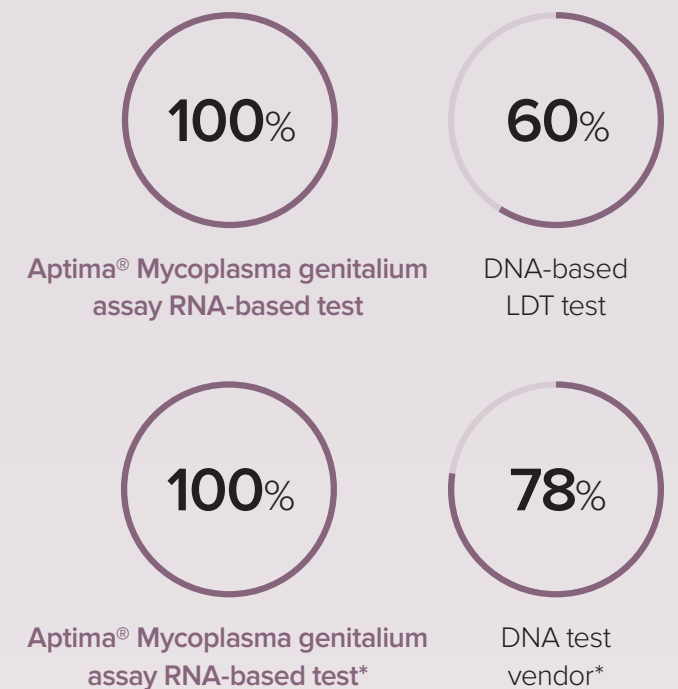 100%
60%
Aptima® Mycoplasma genitalium
assay RNA-based test
DNA-based
LDT test
100%
78%
Aptima® Mycoplasma genitalium
assay RNA-based test*
DNA test
vendor*